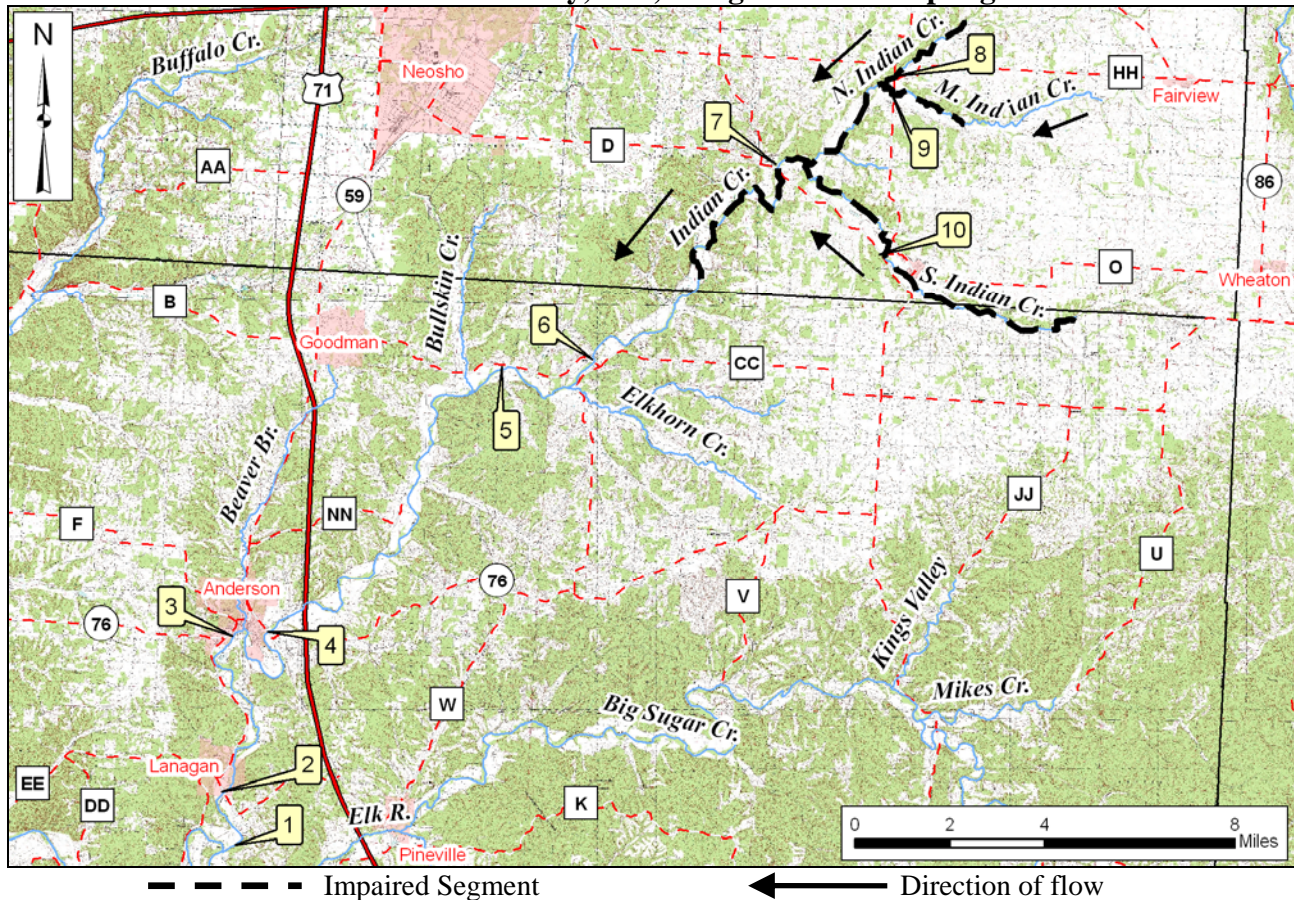 N
Buffalo Cr.
71
Neosho
N. Indian Cr.
8
HH
Fairview
M. Indian Cr.
7
9
D
AA
59
86
Indian Cr.
10
Bullskin Cr.
O
Wheaton
S. Indian Cr.
B
6
Goodman
CC
5
Elkhorn Cr.
Beaver Br.
JJ
NN
F
U
76
Anderson
V
3
76
4
Kings Valley
Mikes Cr.
W
Big Sugar Cr.
Lanagan
2
EE
DD
K
1
Elk R.
Pineville
0 2 4 8
Miles
Impaired Segment Direction of flow